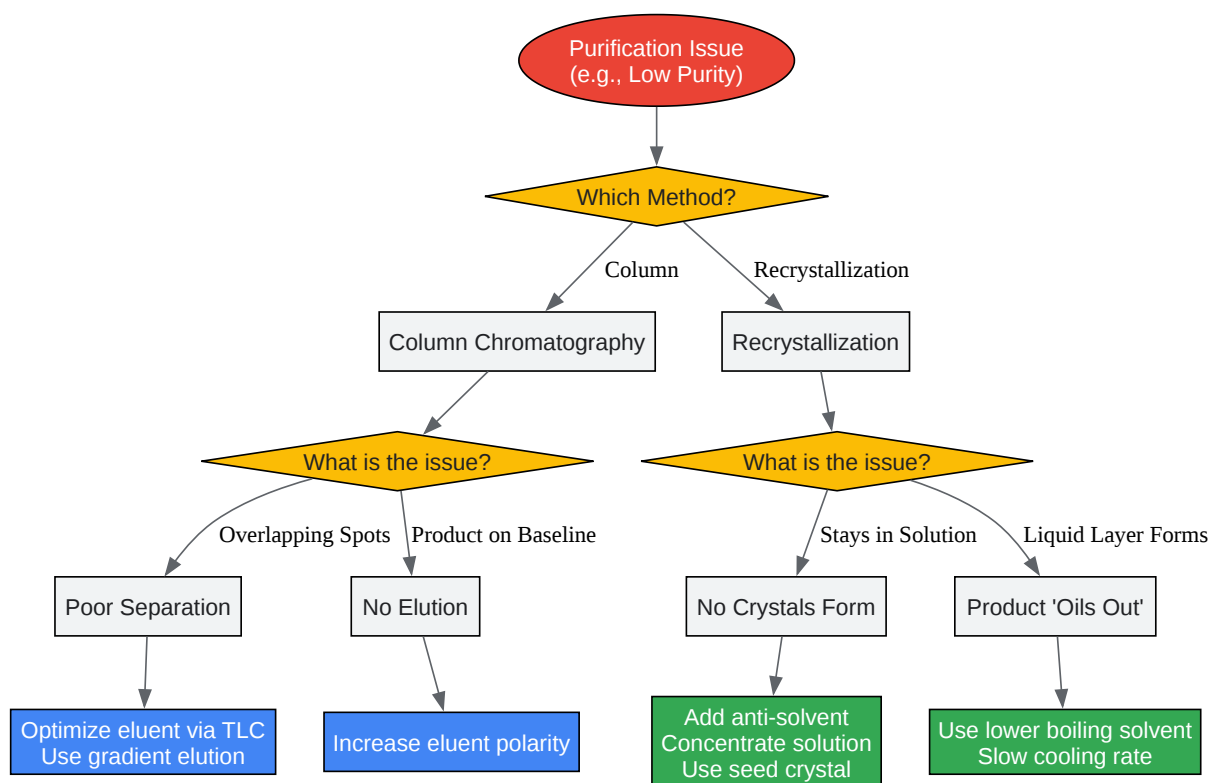 Purification Issue
(e.g., Low Purity)
Which Method?
Column
Recrystallization
Column Chromatography
Recrystallization
What is the issue?
What is the issue?
Overlapping Spots
Product on Baseline
Stays in Solution
Liquid Layer Forms
Poor Separation
No Elution
No Crystals Form
Product 'Oils Out'
Optimize eluent via TLC
Use gradient elution
Increase eluent polarity
Add anti-solvent
Concentrate solution
Use seed crystal
Use lower boiling solvent
Slow cooling rate